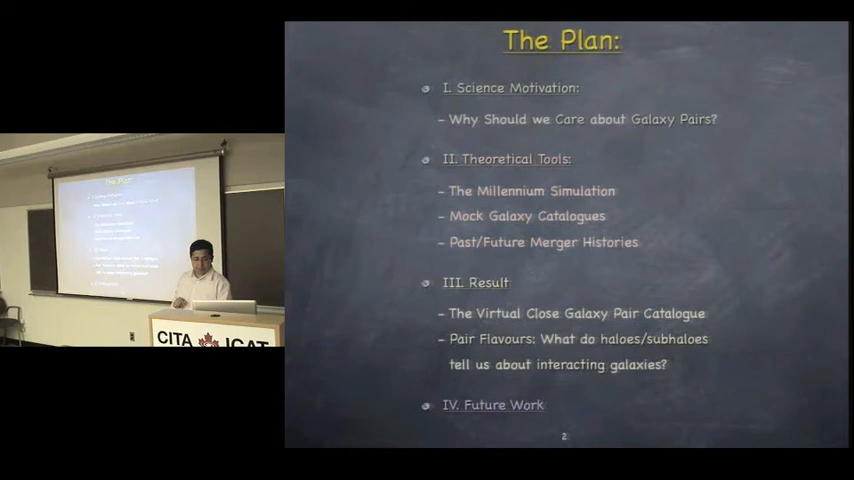 The Plan:
I. Science Motivation:
- Why Should we Care about Galaxy Pairs?
II. Theoretical Tools:
- The Millennium Simulation
- Mock Galaxy Catalogues
- Past/Future Merger Histories
III. Result
- The Virtual Close Galaxy Pair Catalogue
- Pair Flavours: What do haloes/subhaloes
tell us about interacting galaxies?
IV. Future Work
2
The Plan:
CITA ICAT